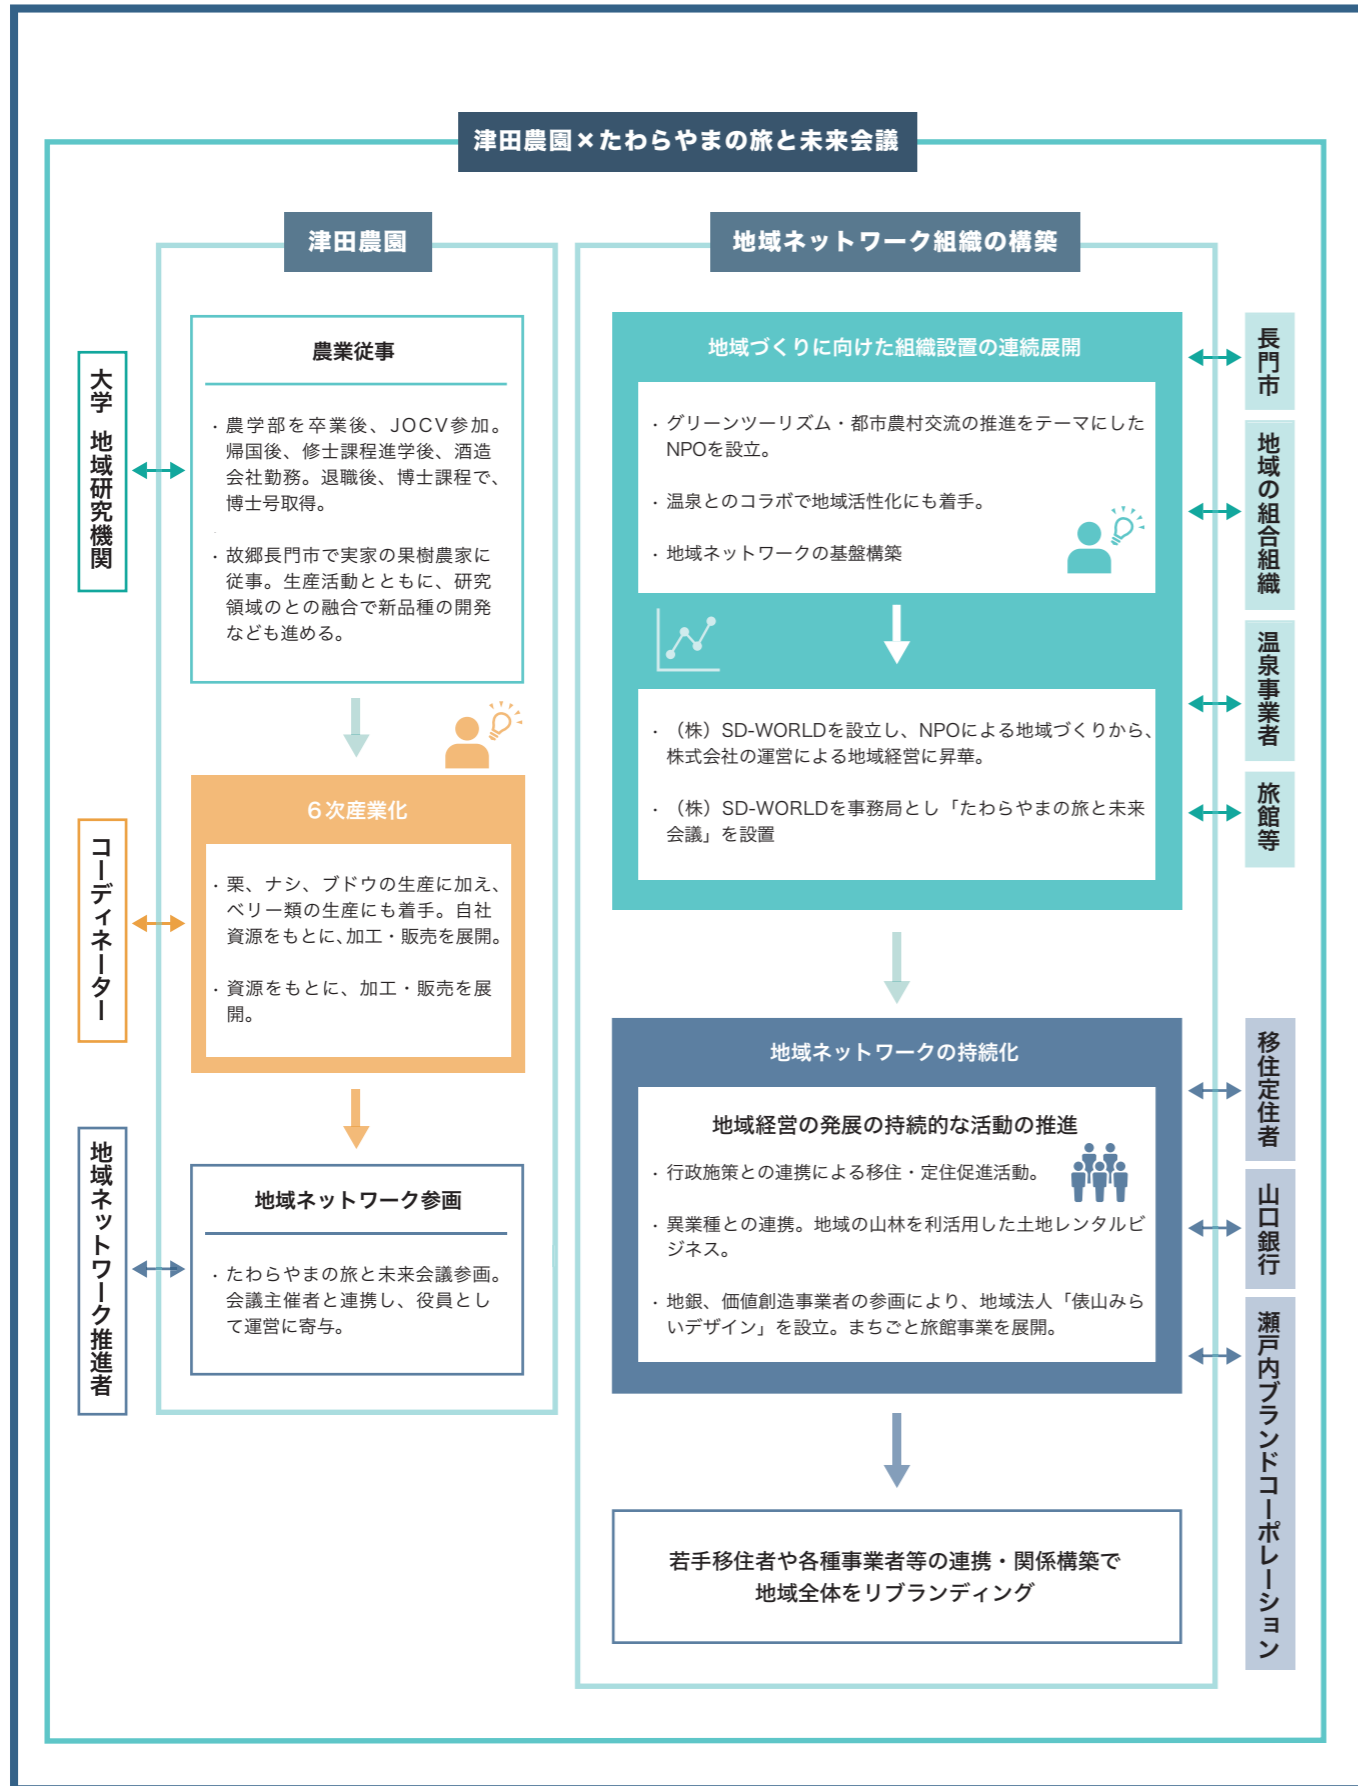 津田農園×たわらやまの旅と未来会議
津田農園
大学 地域研究機関
農業従事
・農学部を卒業後、JOCV参加。
帰国後、修士課程進学後、酒造
会社勤務。退職後、博士課程で、
博士号取得。
・故郷長門市で実家の果樹農家に
従事。生産活動とともに、研究
領域のとの融合で新品種の開発
なども進める。
コーディネーター
6次産業化
・栗、ナシ、ブドウの生産に加え、
ベリー類の生産にも着手。自社
資源をもとに、加工・販売を展開。
・資源をもとに、加工・販売を展
開。
地域ネットワーク推進者
地域ネットワーク参画
・たわらやまの旅と未来会議参画。
会議主催者と連携し、役員とし
て運営に寄与。
地域ネットワーク組織の構築
地域づくりに向けた組織設置の連続展開
・グリーンツーリズム・都市農村交流の推進をテーマにした
NPOを設立。
・温泉とのコラボで地域活性化にも着手。
・地域ネットワークの基盤構築
・（株）SD-WORLDを設立し、NPOによる地域づくりから、
株式会社の運営による地域経営に昇華。
・（株）SD-WORLDを事務局とし「たわらやまの旅と未来
会議」を設置
長門市
地域の組合組織
温泉事業者
旅館等
地域ネットワークの持続化
地域経営の発展の持続的な活動の推進
・行政施策との連携による移住・定住促進活動。
・異業種との連携。地域の山林を利活用した土地レンタルビ
ジネス。
・地銀、価値創造事業者の参画により、地域法人「俵山みら
いデザイン」を設立。まちごと旅館事業を展開。
移住定住者
山口銀行
瀬戸内ブランドコーポレーション
若手移住者や各種事業者等の連携・関係構築で
地域全体をリブランディング